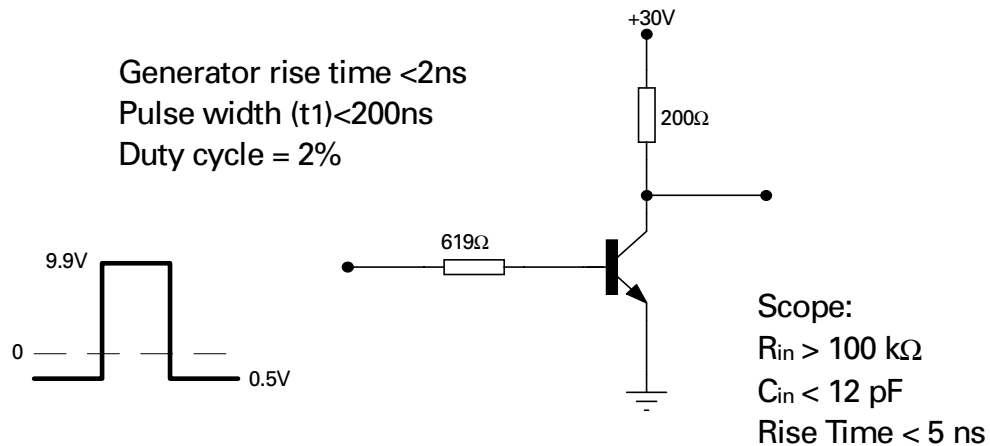 +30V
Generator rise time <2ns
Pulse width (t1)<200ns
Duty cycle = 2%
200Ω
619Ω
9.9V
0
0.5V
Scope:
Rin > 100 kΩ
Cin < 12 pF
Rise Time < 5 ns